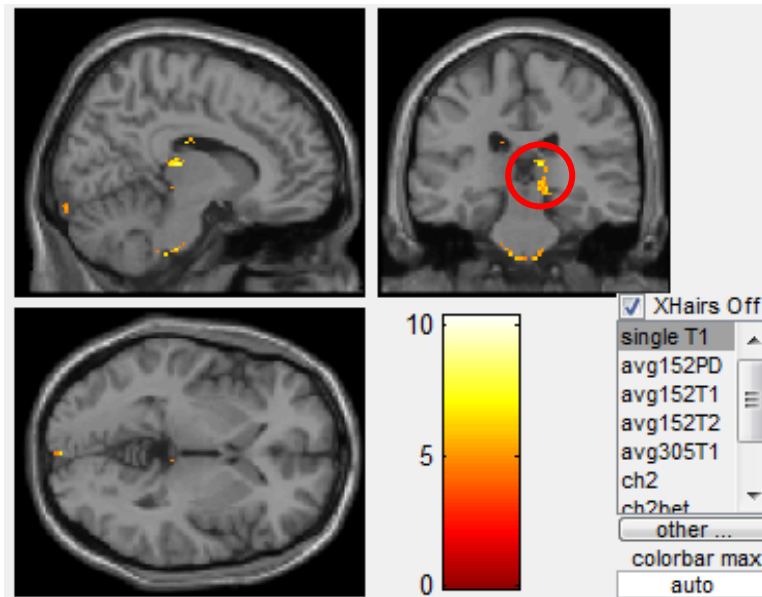 XHairs Off
single T1
avg152PD
avg152T1
avg152T2
avg305T1
ch2
ch2bet
other ...
colorbar max
auto
10
5
0